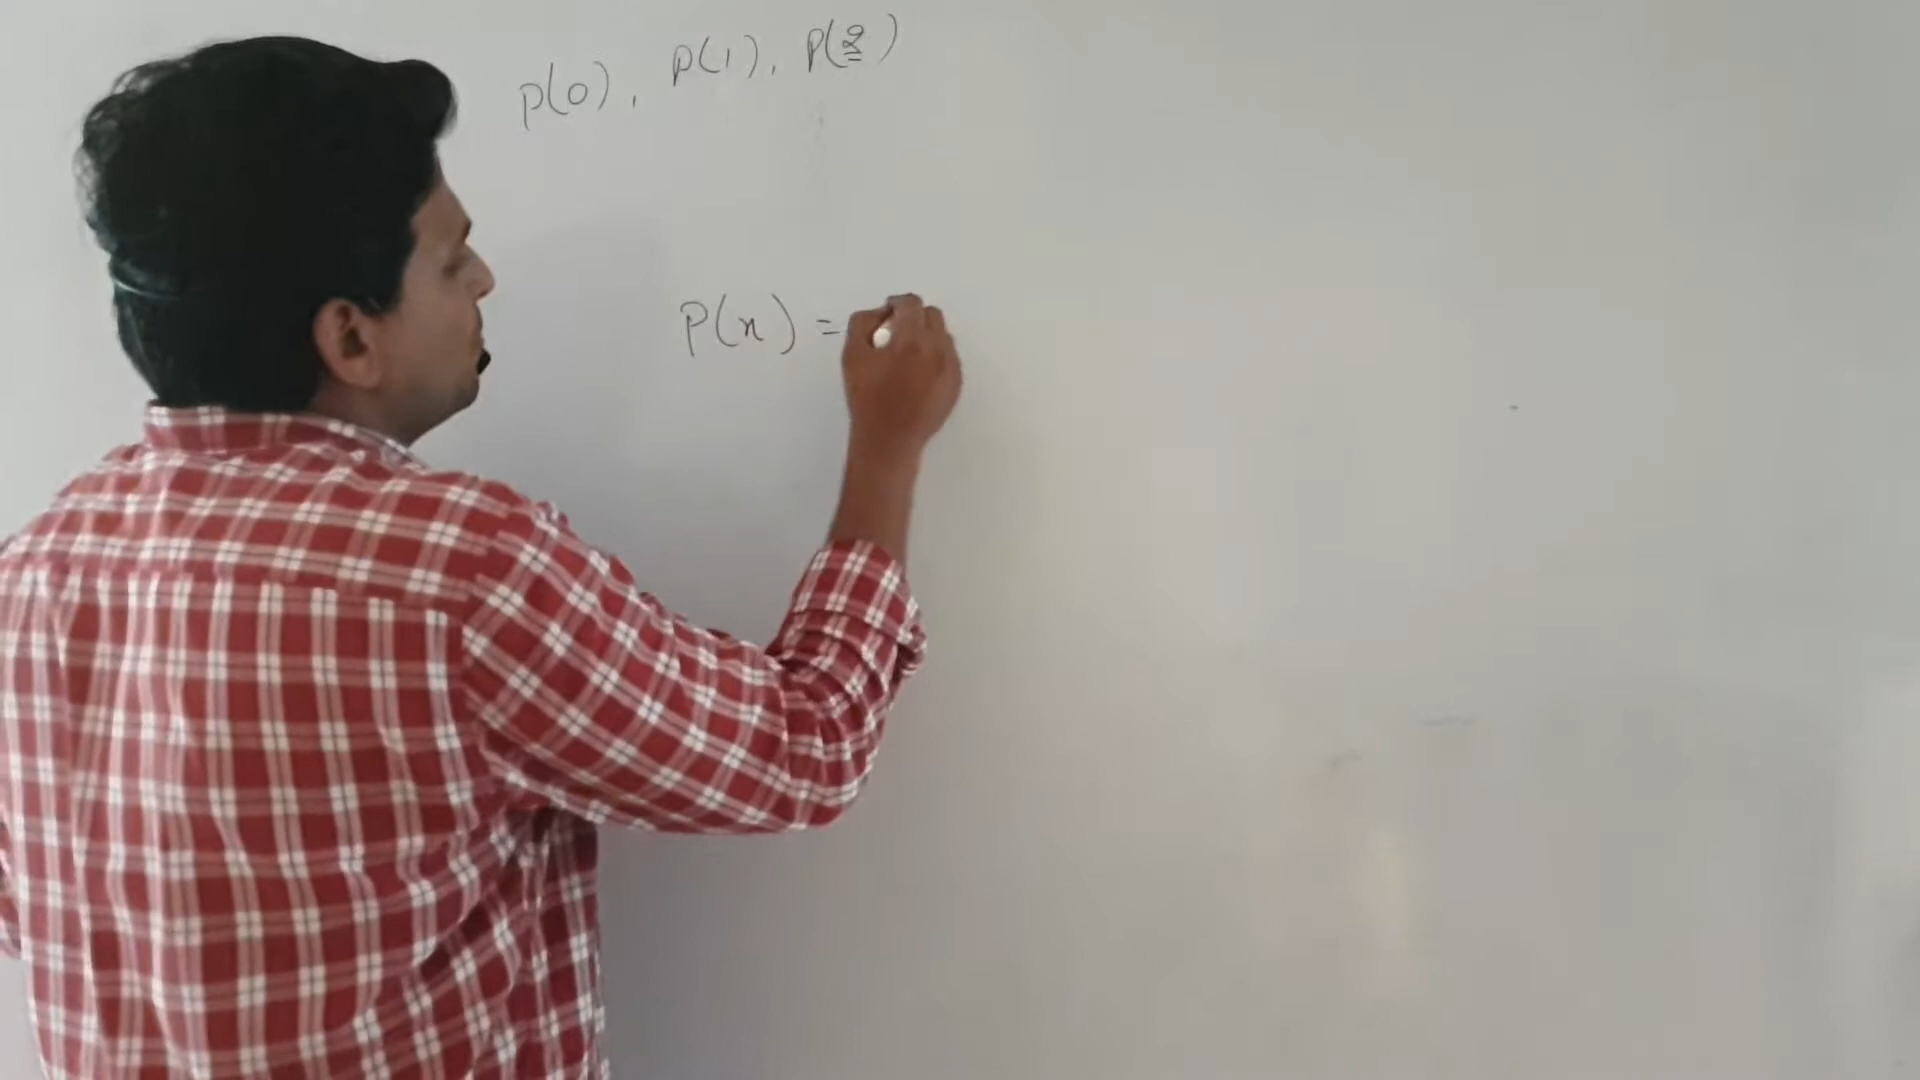 p(0), p(1), p(2)
P(x) =